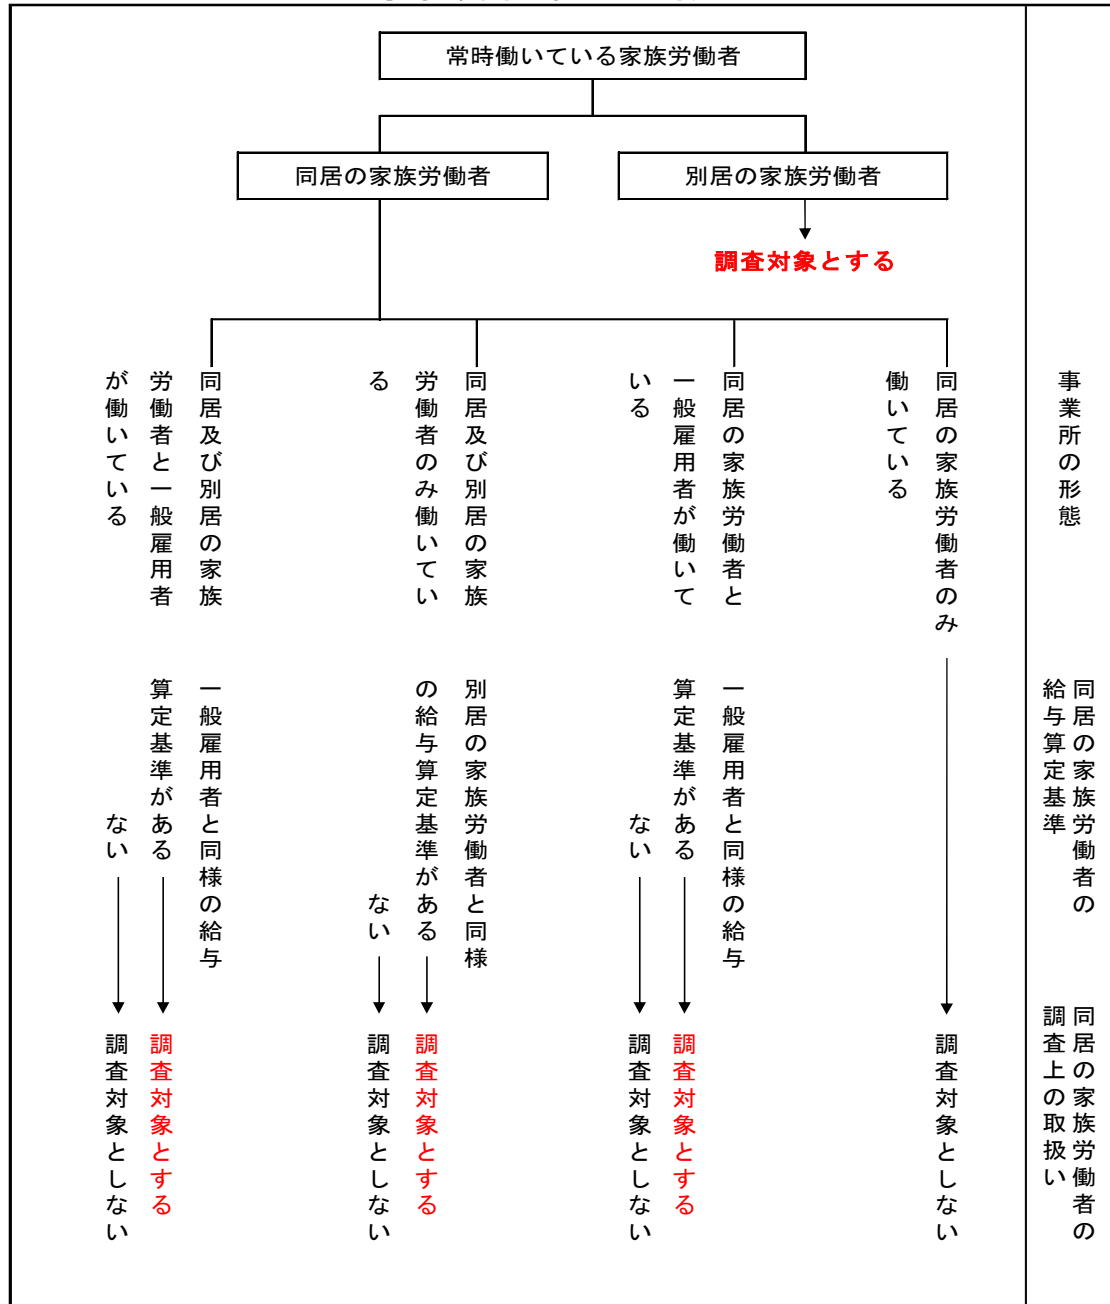 常時働いている家族労働者
同居の家族労働者
別居の家族労働者
調査対象とする
事業所の形態
同居の家族労働者のみ
働いている
同居の家族労働者と
一般雇用者が働いて
いる
同居及び別居の家族
労働者のみ働いてい
る
同居及び別居の家族
労働者と一般雇用者
が働いている
同居の家族労働者の
給与算定基準
一般雇用者と同様の給与
算定基準がある
ない
別居の家族労働者と同様
の給与算定基準がある
ない
一般雇用者と同様の給与
算定基準がある
ない
同居の家族労働者の
調査上の取扱い
調査対象としない
調査対象とする
調査対象としない
調査対象とする
調査対象としない
調査対象とする
調査対象としない